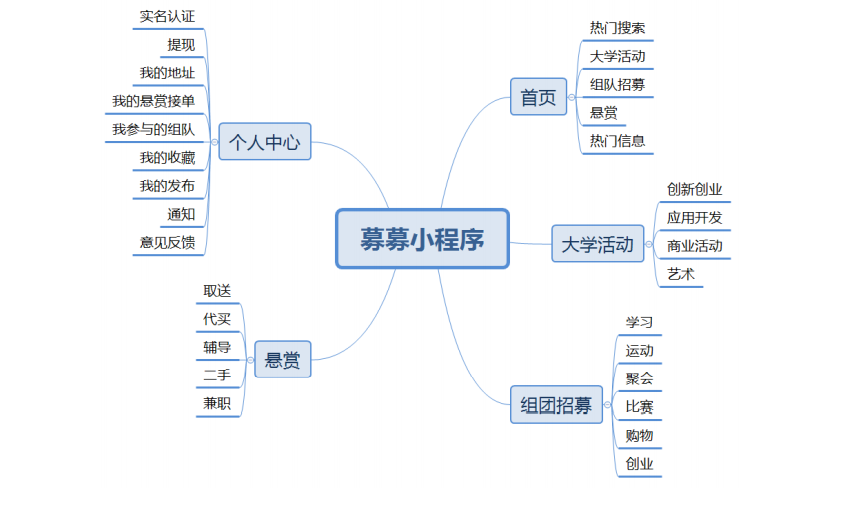 募募小程序
首页
热门搜索
大学活动
组队招募
悬赏
热门信息
大学活动
创新创业
应用开发
商业活动
艺术
组团招募
学习
运动
聚会
比赛
购物
创业
个人中心
实名认证
提现
我的地址
我的悬赏接单
我参与的组队
我的收藏
我的发布
通知
意见反馈
悬赏
取送
代买
辅导
二手
兼职